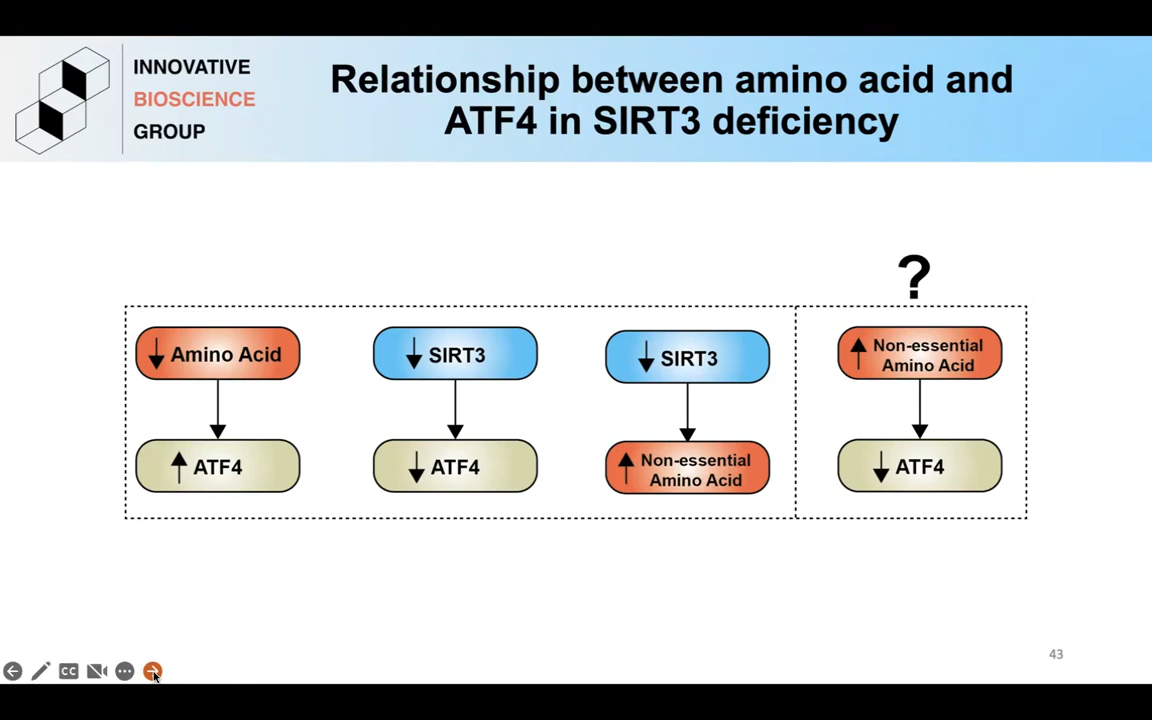 INNOVATIVE
BIOSCIENCE
GROUP
Relationship between amino acid and
ATF4 in SIRT3 deficiency
?
Amino Acid
ATF4
SIRT3
ATF4
SIRT3
Non-essential
Amino Acid
Non-essential
Amino Acid
ATF4
43
CC